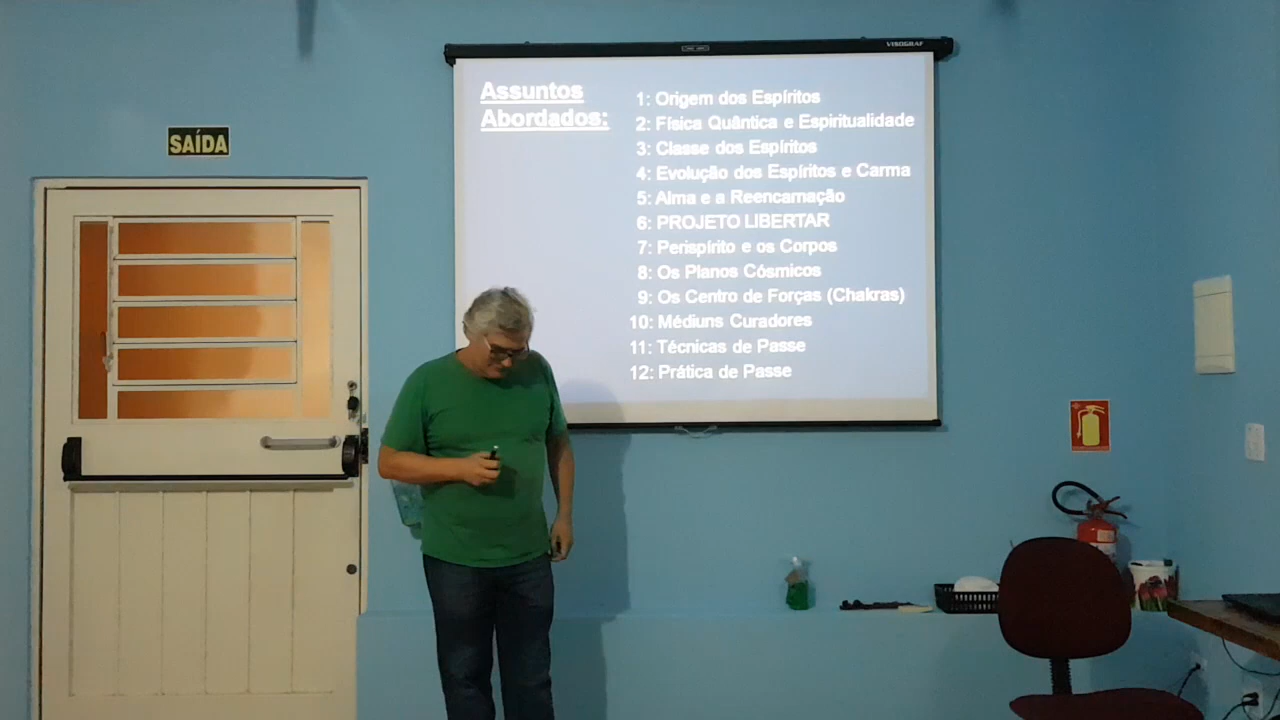 VISOGRAF
Assuntos
Abordados:
1: Origem dos Espíritos
2: Física Quântica e Espiritualidade
3: Classe dos Espíritos
4: Evolução dos Espíritos e Carma
5: Alma e a Reencarnação
6: PROJETO LIBERTAR
7: Perispírito e os Corpos
8: Os Planos Cósmicos
9: Os Centro de Forças (Chakras)
10: Médiuns Curadores
11: Técnicas de Passe
12: Prática de Passe
SAÍDA